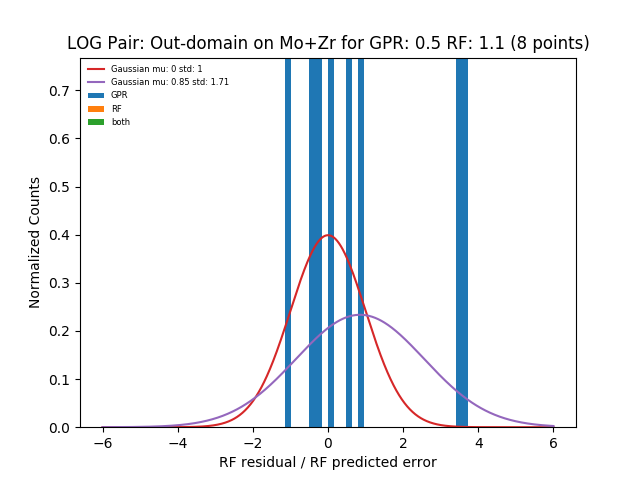 LOG Pair: Out-domain on Mo+Zr for GPR: 0.5 RF: 1.1 (8 points)
Gaussian mu: 0 std: 1
Gaussian mu: 0.85 std: 1.71
GPR
RF
both
Normalized Counts
0.7
0.6
0.5
0.4
0.3
0.2
0.1
0.0
−6 −4 −2 0 2 4 6
RF residual / RF predicted error